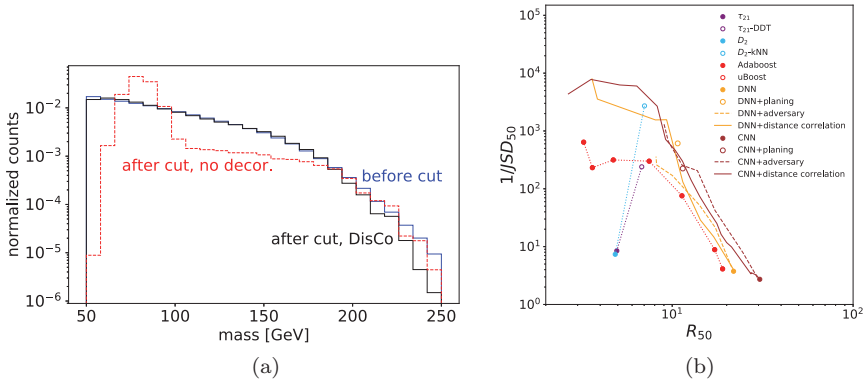 10⁻²
10⁻³
10⁻⁴
10⁻⁵
10⁻⁶
normalized counts
after cut, no decor.
before cut
after cut, DisCo
50 100 150 200 250
mass [GeV]
(a)
10⁵
10⁴
10³
10²
10¹
10⁰
1/JSD₅₀
τ₂₁
τ₂₁-DDT
D₂
D₂-kNN
Adaboost
uBoost
DNN
DNN+planing
DNN+adversary
DNN+distance correlation
CNN
CNN+planing
CNN+adversary
CNN+distance correlation
10¹ 10²
R₅₀
(b)